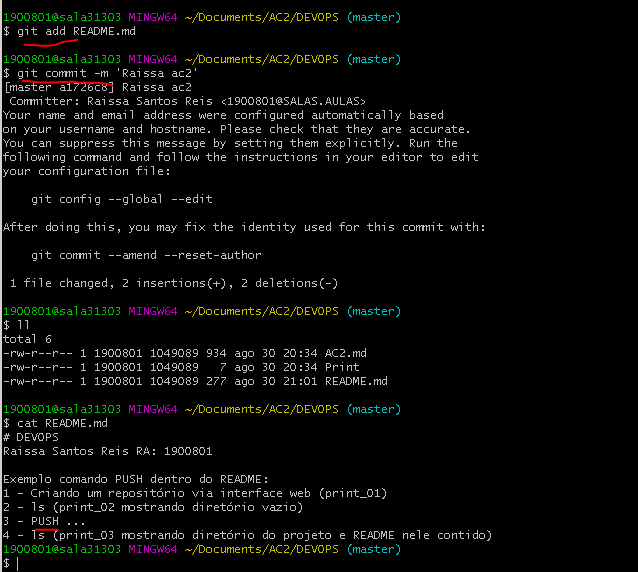 1900801@sala31303 MINGW64 ~/Documents/AC2/DEVOPS (master)
$ git add README.md
1900801@sala31303 MINGW64 ~/Documents/AC2/DEVOPS (master)
$ git commit -m 'Raissa ac2'
[master a1726c8] Raissa ac2
Committer: Raissa Santos Reis <1900801@SALAS.AULAS>
Your name and email address were configured automatically based
on your username and hostname. Please check that they are accurate.
You can suppress this message by setting them explicitly. Run the
following command and follow the instructions in your editor to edit
your configuration file:
git config --global --edit
After doing this, you may fix the identity used for this commit with:
git commit --amend --reset-author
1 file changed, 2 insertions(+), 2 deletions(-)
1900801@sala31303 MINGW64 ~/Documents/AC2/DEVOPS (master)
$ ll
total 6
-rw-r--r-- 1 1900801 1049089 934 ago 30 20:34 AC2.md
-rw-r--r-- 1 1900801 1049089   7 ago 30 20:34 Print
-rw-r--r-- 1 1900801 1049089 277 ago 30 21:01 README.md
1900801@sala31303 MINGW64 ~/Documents/AC2/DEVOPS (master)
$ cat README.md
# DEVOPS
Raissa Santos Reis RA: 1900801
Exemplo comando PUSH dentro do README:
1 - Criando um repositório via interface web (print_01)
2 - ls (print_02 mostrando diretório vazio)
3 - PUSH ...
4 - ls (print_03 mostrando diretório do projeto e README nele contido)
1900801@sala31303 MINGW64 ~/Documents/AC2/DEVOPS (master)
$